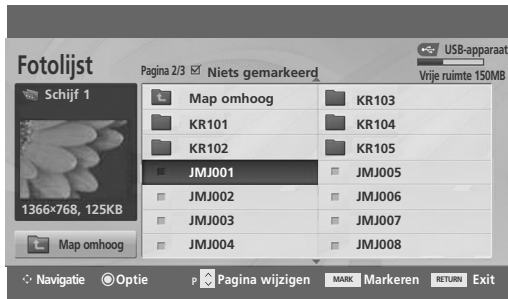 Fotolijst
Pagina 2/3 Niets gemarkeerd
USB-apparaat
Vrije ruimte 150MB
Schijf 1
1366×768, 125KB
Map omhoog
Map omhoog
KR101
KR102
JMJ001
JMJ002
JMJ003
JMJ004
KR103
KR104
KR105
JMJ005
JMJ006
JMJ007
JMJ008
Navigatie Optie P Pagina wijzigen MARK Markeren RETURN Exit